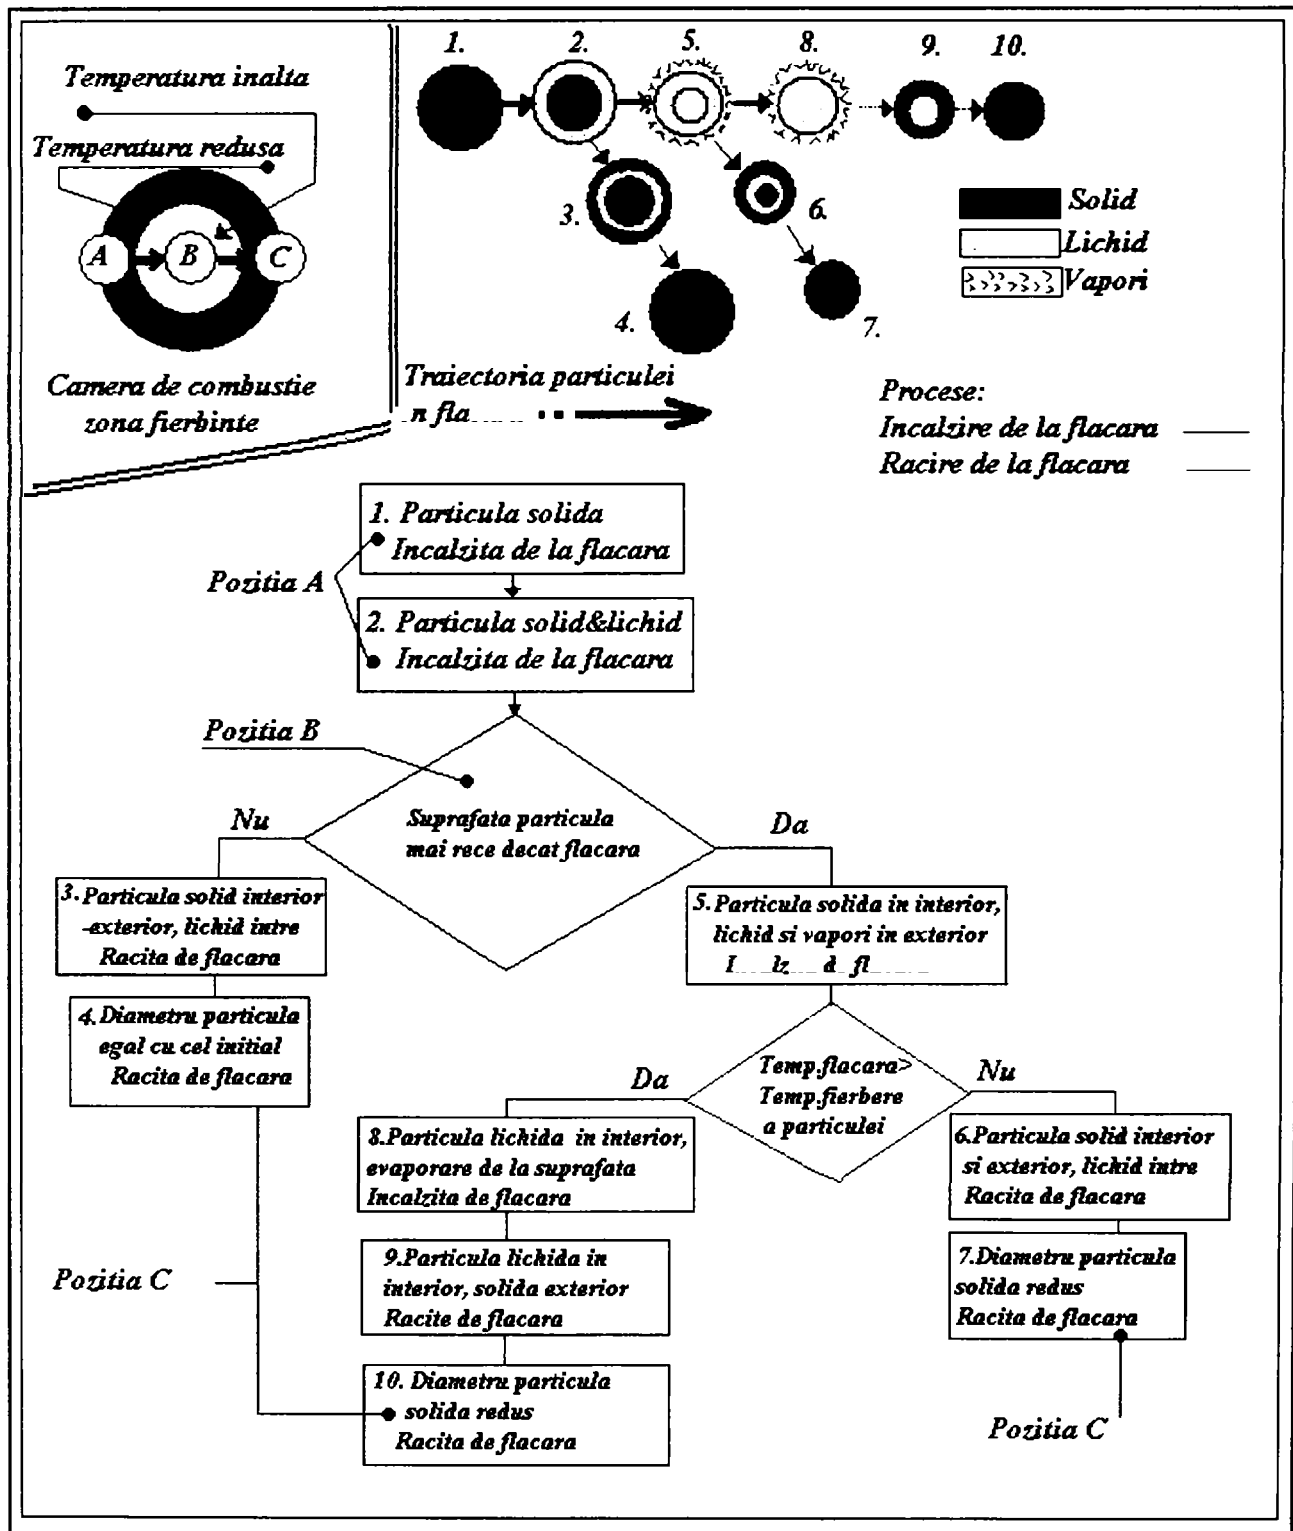 Temperatura inalta
Temperatura redusa
A
B
C
Camera de combustie
zona fierbinte
1.
2.
5.
8.
9.
10.
3.
6.
4.
7.
Solid
Lichid
Vapori
Traiectoria particulei
Procese:
Incalzire de la flacara
Racire de la flacara
1. Particula solida
Incalzita de la flacara
Pozitia A
2. Particula solid&lichid
Incalzita de la flacara
Pozitia B
Suprafata particula
mai rece decat flacara
Nu
Da
3. Particula solid interior
-exterior, lichid intre
Racita de flacara
4. Diametru particula
egal cu cel initial
Racita de flacara
5. Particula solida in interior,
lichid si vapori in exterior
Temp.flacara>
Temp.fierbere
a particulei
Da
Nu
8.Particula lichida in interior,
evaporare de la suprafata
Incalzita de flacara
6.Particula solid interior
si exterior, lichid intre
Racita de flacara
9.Particula lichida in
interior, solida exterior
Racite de flacara
7.Diametru particula
solida redus
Racita de flacara
Pozitia C
10. Diametru particula
solida redus
Racita de flacara
Pozitia C